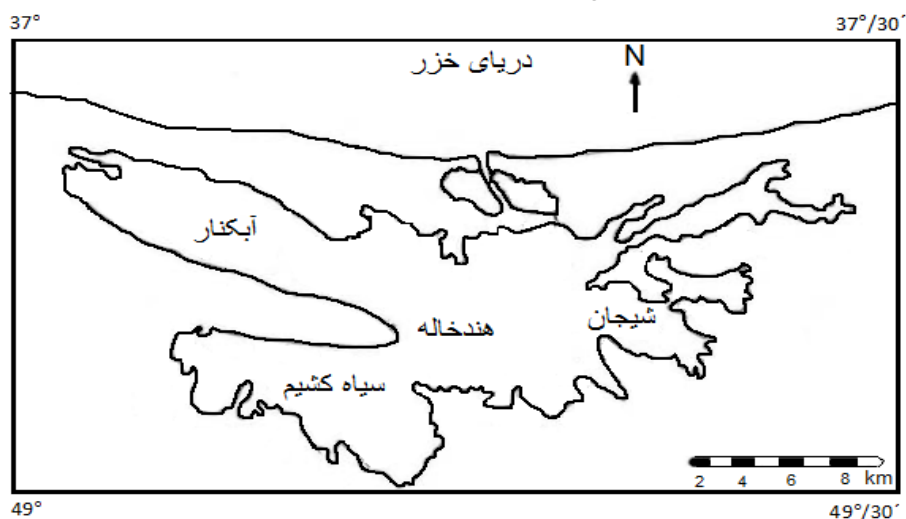 37°
37°/30´
دریای خزر
N
آبکنار
شیجان
هندخاله
سیاه کشیم
2 4 6 8 km
49°
49°/30´